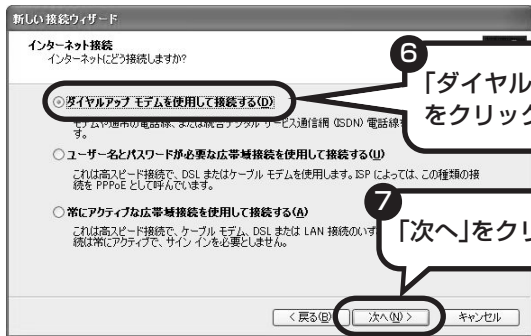 新しい接続ウィザード
インターネット接続
インターネットにどう接続しますか?
6
「ダイヤル
をクリック
ダイヤルアップ モデムを使用して接続する(D)
モデムや通常の電話線、または統合デジタル サービス通信網 (ISDN) 電話線を
す。
ユーザー名とパスワードが必要な広帯域接続を使用して接続する(U)
これは高スピード接続で、DSL またはケーブル モデムを使用します。ISP によっては、この種類の接
続を PPPoE として呼んでいます。
7
「次へ」をクリ
常にアクティブな広帯域接続を使用して接続する(A)
これは高スピード接続で、ケーブル モデム、DSL または LAN 接続のいず
続は常にアクティブで、サイン インを必要としません。
< 戻る(B)
次へ(N) >
キャンセル